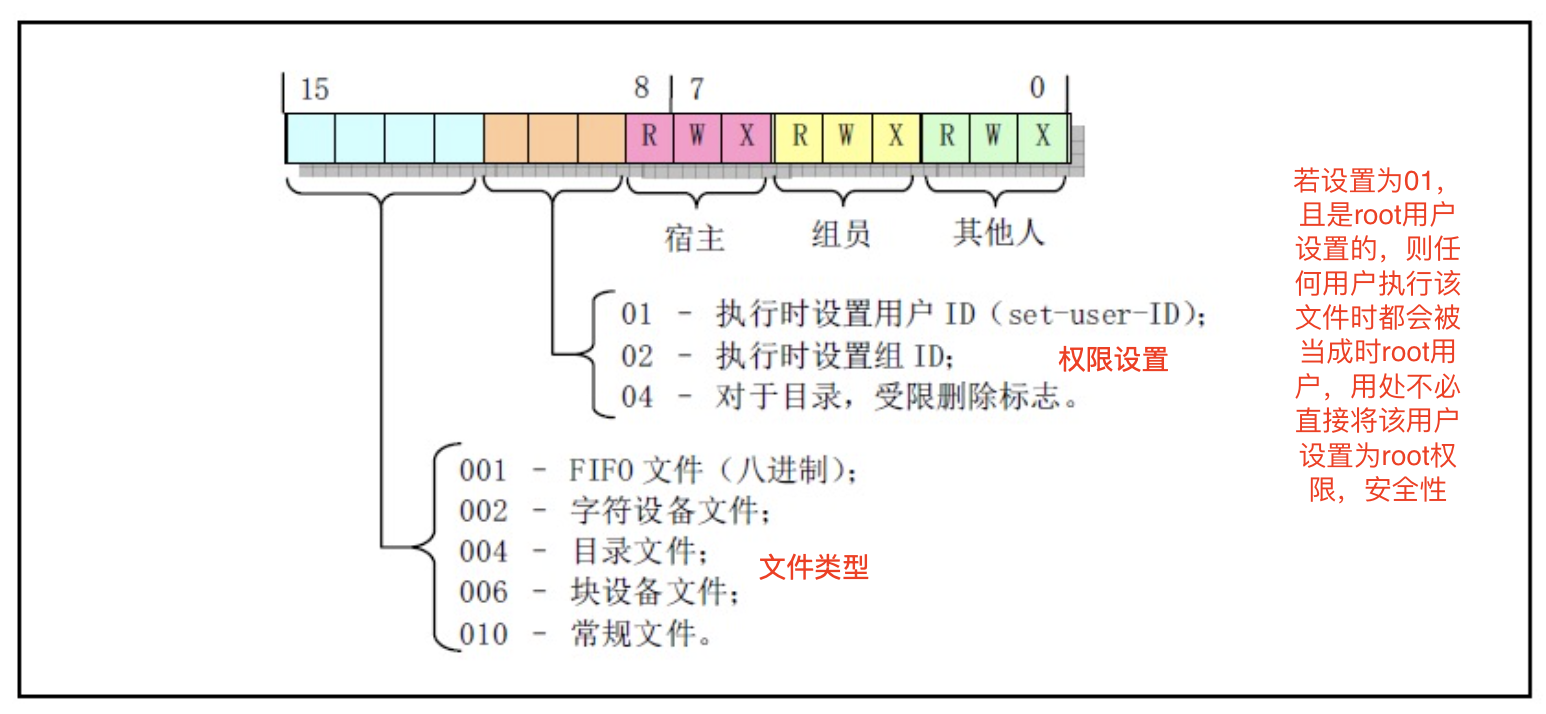 15 8 7 0
R W X R W X R W X
宿主 组员 其他人
01 - 执行时设置用户 ID（set-user-ID）；
02 - 执行时设置组 ID；
04 - 对于目录，受限删除标志。
权限设置
001 - FIFO 文件（八进制）；
002 - 字符设备文件；
004 - 目录文件；
006 - 块设备文件；
010 - 常规文件。
文件类型
若设置为01，
且是root用户
设置的，则任
何用户执行该
文件时都会被
当成时root用
户，用处不必
直接将该用户
设置为root权
限，安全性